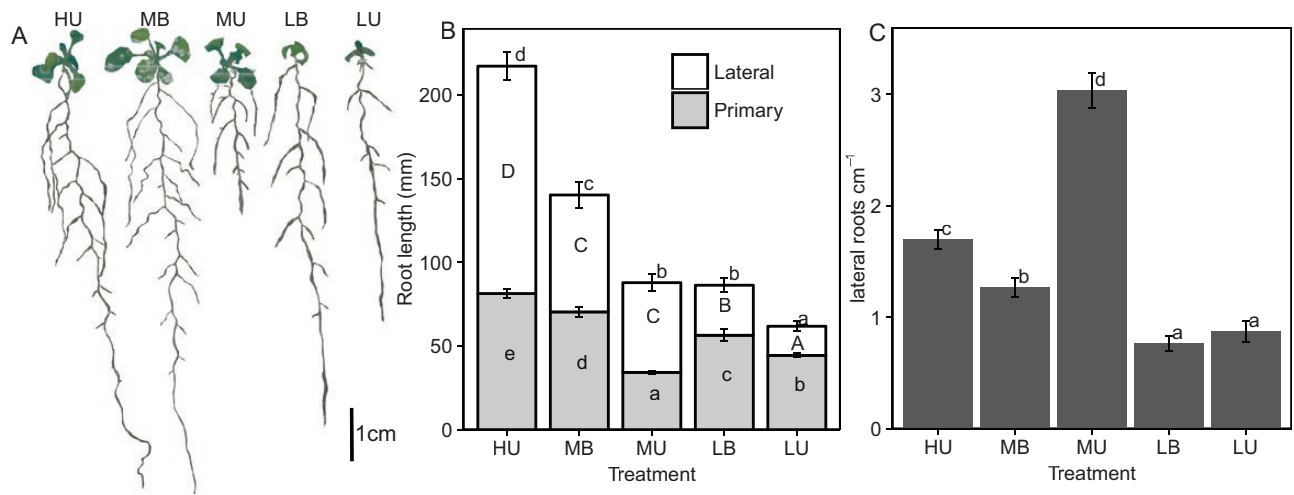 A
HU MB MU LB LU
1cm
B
Root length (mm)
200
150
100
50
0
Lateral
Primary
d
D
e
c
C
d
b
C
a
b
B
c
a
A
b
HU MB MU LB LU
Treatment
C
lateral roots cm⁻¹
3
2
1
0
c
b
d
a
a
HU MB MU LB LU
Treatment